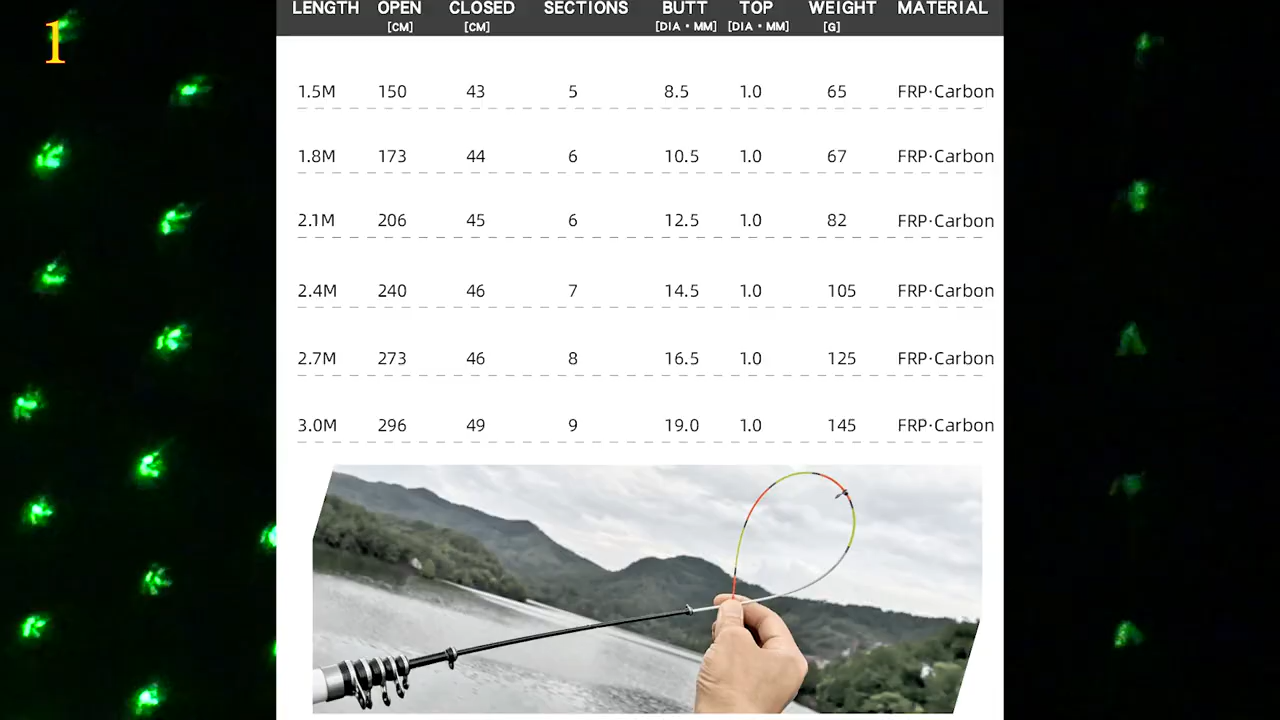 1
LENGTH OPEN CLOSED SECTIONS BUTT TOP WEIGHT MATERIAL
[CM] [CM] [DIA · MM] [DIA · MM] [G]
1.5M 150 43 5 8.5 1.0 65 FRP·Carbon
1.8M 173 44 6 10.5 1.0 67 FRP·Carbon
2.1M 206 45 6 12.5 1.0 82 FRP·Carbon
2.4M 240 46 7 14.5 1.0 105 FRP·Carbon
2.7M 273 46 8 16.5 1.0 125 FRP·Carbon
3.0M 296 49 9 19.0 1.0 145 FRP·Carbon